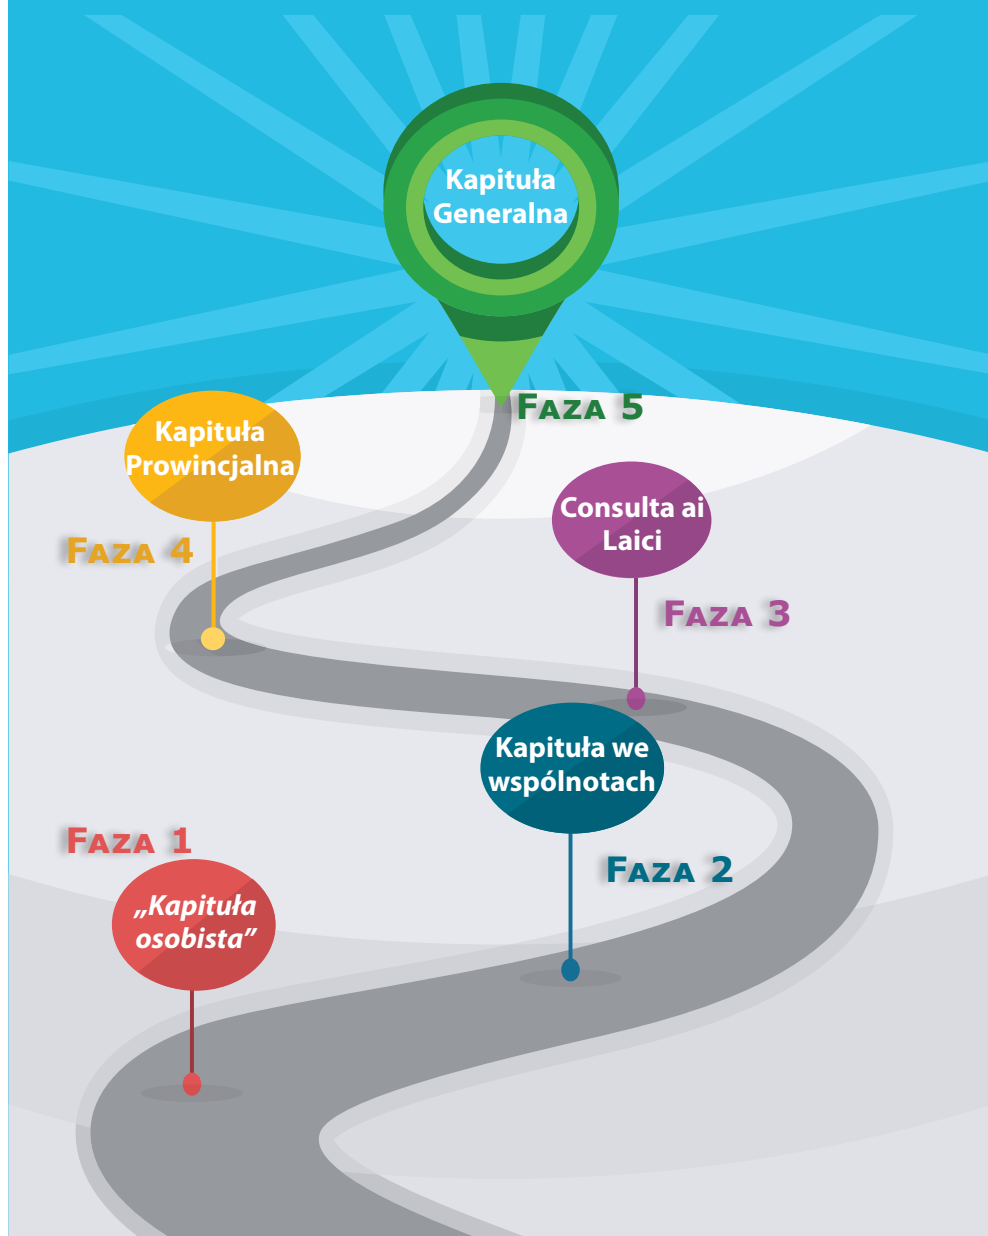 Kapituła
Generalna
FAZA 5
Kapituła
Prowincjalna
FAZA 4
Consulta ai
Laici
FAZA 3
Kapituła we
wspólnotach
FAZA 2
FAZA 1
„Kapituła
osobista”